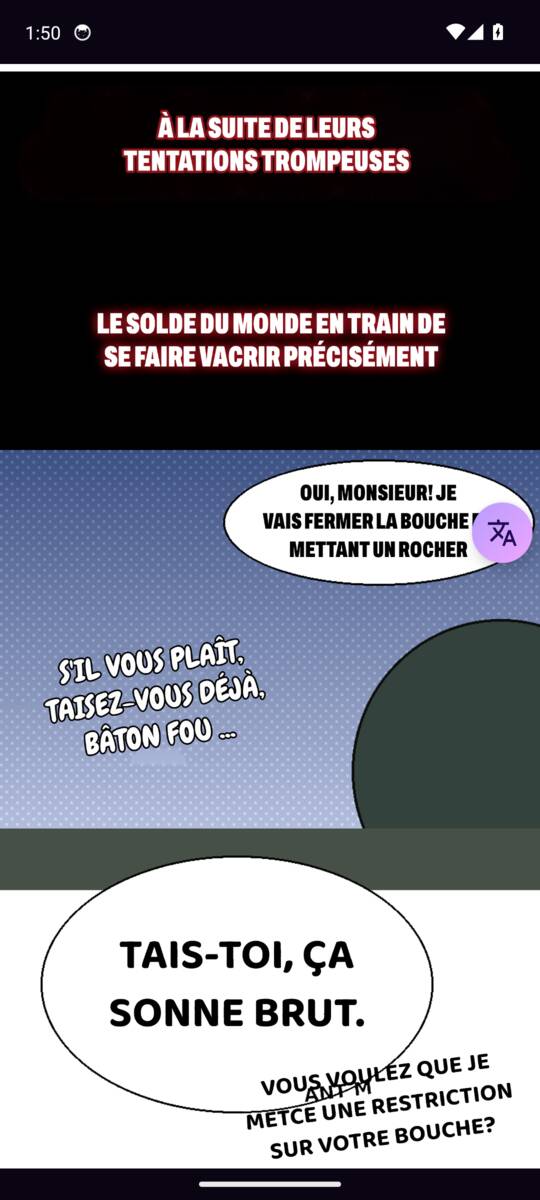 1:50
À LA SUITE DE LEURS
TENTATIONS TROMPEUSES
LE SOLDE DU MONDE EN TRAIN DE
SE FAIRE VACRIR PRÉCISÉMENT
OUI, MONSIEUR! JE
VAIS FERMER LA BOUCHE
METTANT UN ROCHER
S'IL VOUS PLAÎT,
TAISEZ-VOUS DÉJÀ,
BÂTON FOU ...
TAIS-TOI, ÇA
SONNE BRUT.
VOUS VOULEZ QUE JE
ANT M
METCE UNE RESTRICTION
SUR VOTRE BOUCHE?